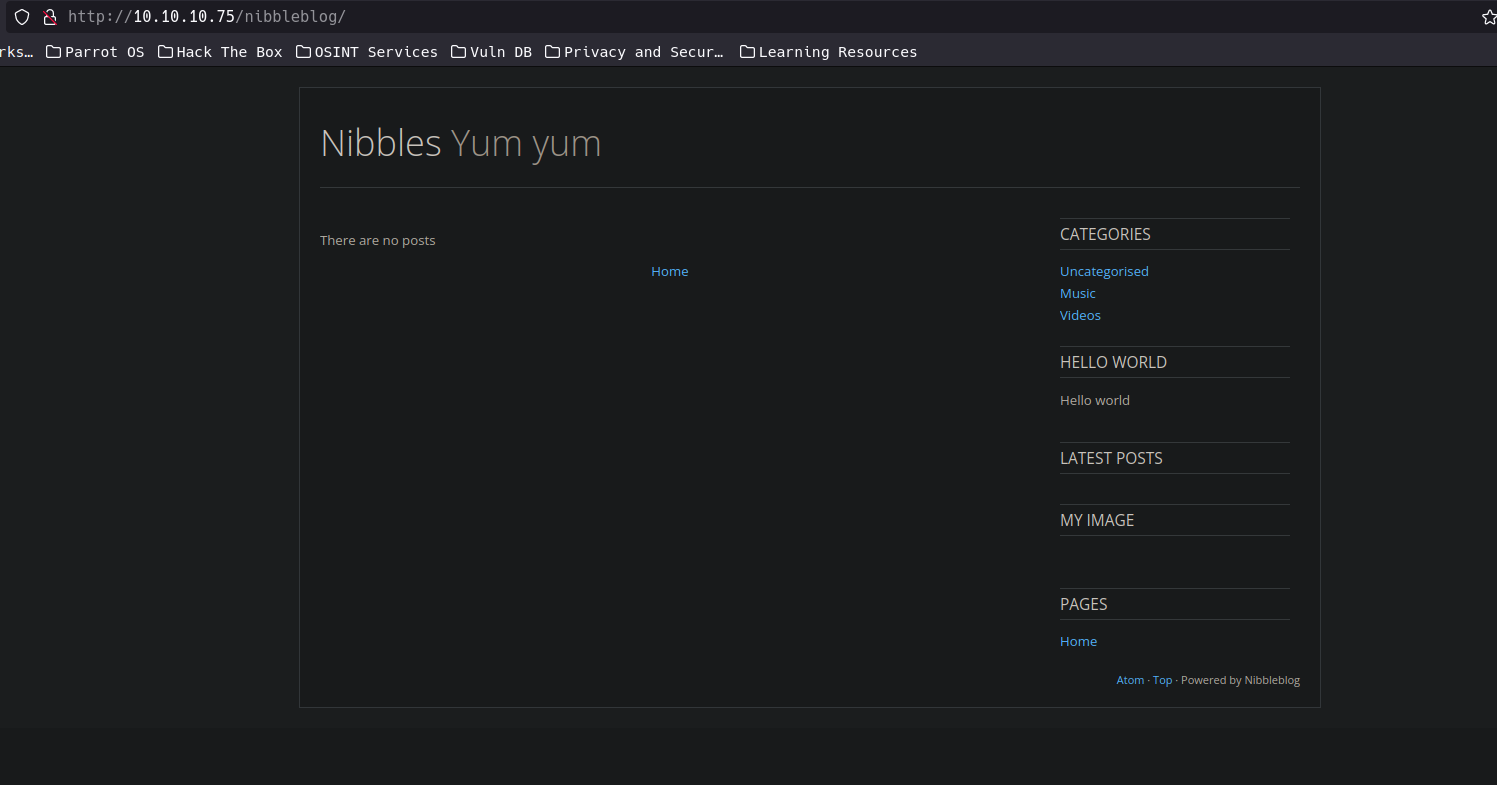 http://10.10.10.75/nibbleblog/
rks… Parrot OS Hack The Box OSINT Services Vuln DB Privacy and Secur… Learning Resources
Nibbles Yum yum
There are no posts
Home
CATEGORIES
Uncategorised
Music
Videos
HELLO WORLD
Hello world
LATEST POSTS
MY IMAGE
PAGES
Home
Atom · Top · Powered by Nibbleblog